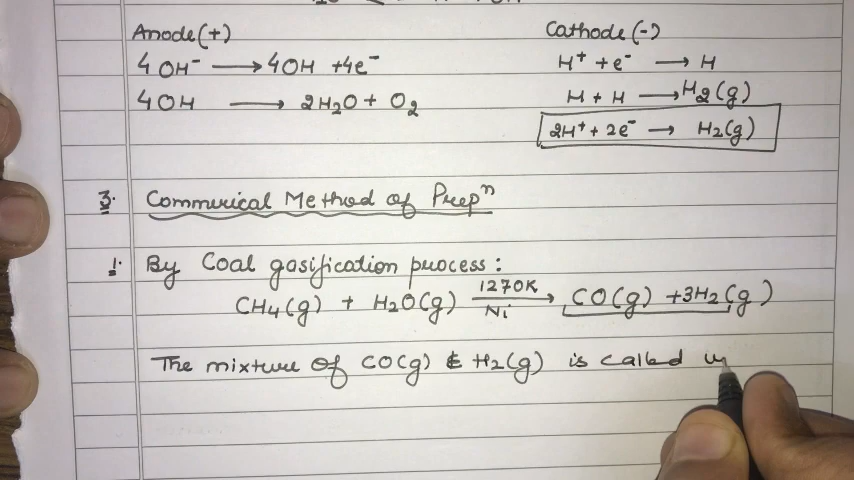 Anode(+) Cathode(-)
4OH⁻ ⟶ 4OH +4e⁻ H⁺ + e⁻ ⟶ H
4OH ⟶ 2H₂O + O₂ H + H ⟶ H₂(g)
2H⁺ + 2e⁻ ⟶ H₂(g)
3. Commerical Method of Prepⁿ
1. By Coal gasification process :
CH₄(g) + H₂O(g) 1270K ⟶ Ni CO(g) +3H₂(g)
The mixture of CO(g) & H₂(g) is called